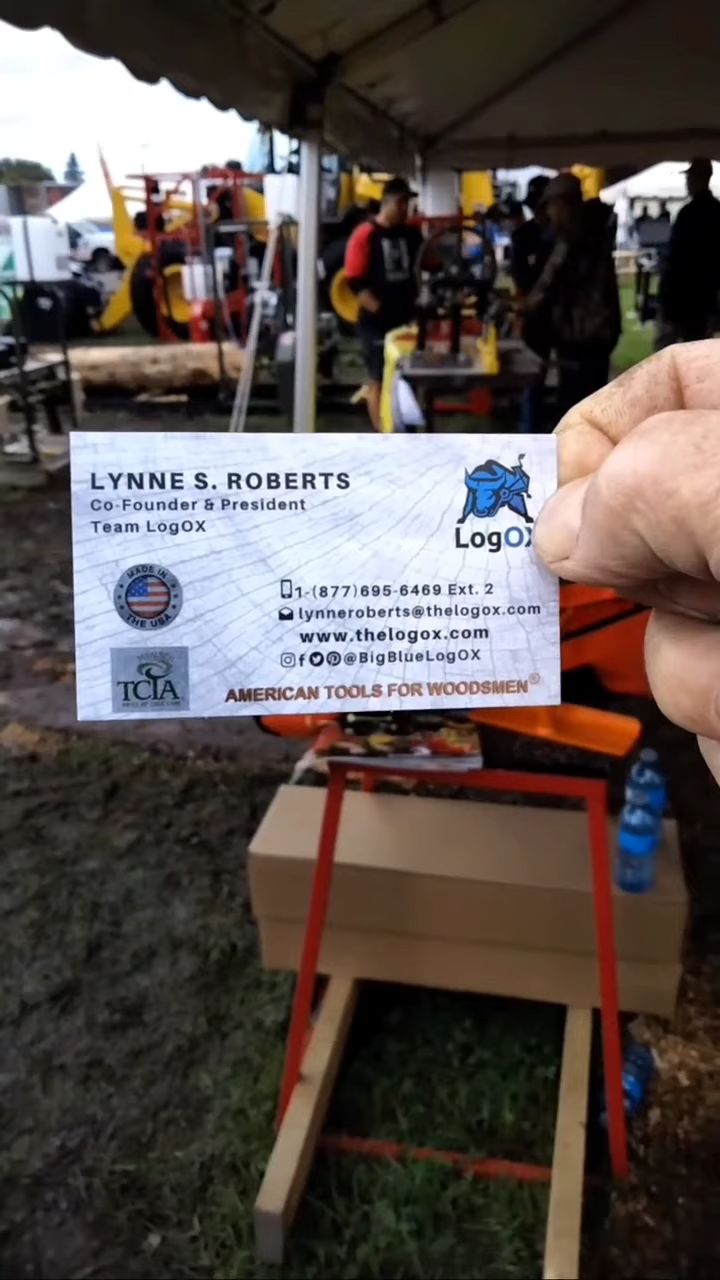 LYNNE S. ROBERTS
Co-Founder & President
Team LogOX
LogOX
MADE IN
THE USA
1-(877)695-6469 Ext. 2
lynneroberts@thelogox.com
www.thelogox.com
@BigBlueLogOX
TCIA
AMERICAN TOOLS FOR WOODSMEN®